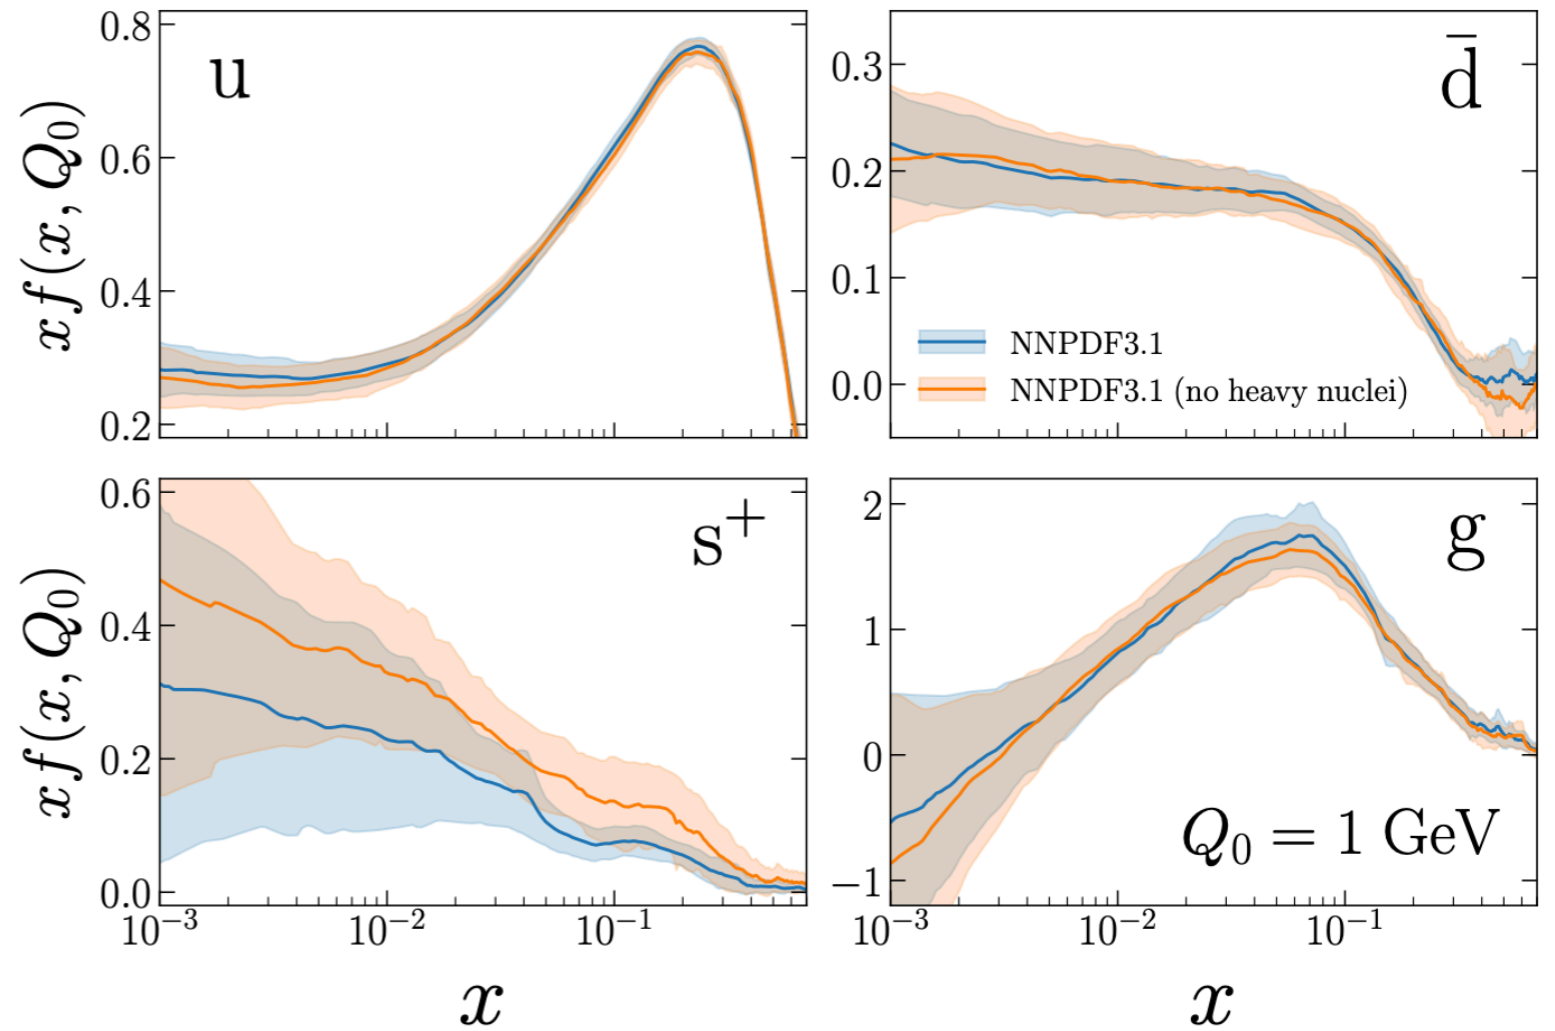 0.8
0.6
0.4
0.2
x f(x, Q₀)
u
0.3
0.2
0.1
0.0
d̄
NNPDF3.1
NNPDF3.1 (no heavy nuclei)
0.6
0.4
0.2
0.0
x f(x, Q₀)
s⁺
10⁻³ 10⁻² 10⁻¹
x
2
1
0
−1
g
Q₀ = 1 GeV
10⁻³ 10⁻² 10⁻¹
x